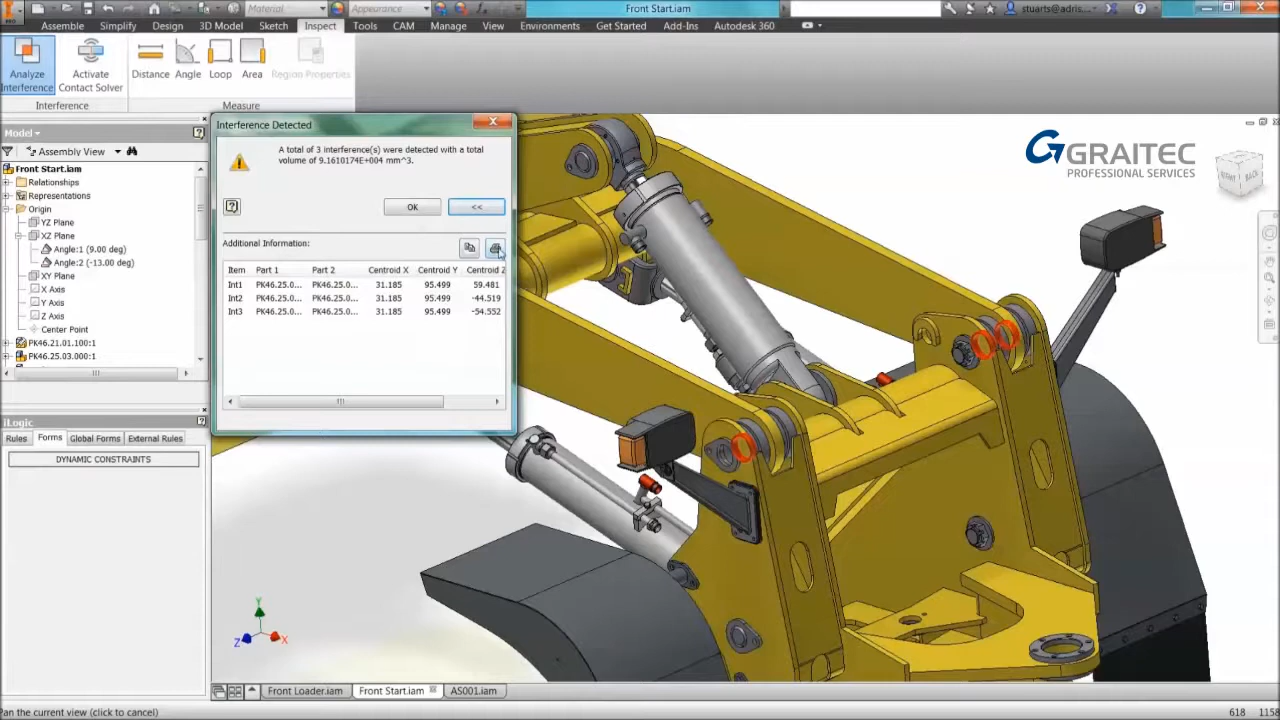 PRO
Material
Appearance
Front Start.iam
stuarts@adris...
Assemble Simplify Design 3D Model Sketch Inspect Tools CAM Manage View Environments Get Started Add-Ins Autodesk 360
Analyze Interference
Activate Contact Solver
Distance Angle Loop Area Region Properties
Interference Measure
Model
Assembly View
Front Start.iam
Relationships
Representations
Origin
YZ Plane
XZ Plane
Angle:1 (9.00 deg)
Angle:2 (-13.00 deg)
XY Plane
X Axis
Y Axis
Z Axis
Center Point
PK46.21.01.100:1
PK46.25.03.000:1
iLogic
Rules Forms Global Forms External Rules
DYNAMIC CONSTRAINTS
Interference Detected
A total of 3 interference(s) were detected with a total
volume of 9.1610174E+004 mm^3.
OK <<
Additional Information:
Item Part 1 Part 2 Centroid X Centroid Y Centroid Z
Int1 PK46.25.0... PK46.25.0... 31.185 95.499 59.481
Int2 PK46.25.0... PK46.25.0... 31.185 95.499 -44.519
Int3 PK46.25.0... PK46.25.0... 31.185 95.499 -54.552
GRAITEC
PROFESSIONAL SERVICES
RIGHT BACK
Y
Z X
Front Loader.iam Front Start.iam AS001.iam
Pan the current view (click to cancel)
618 1158